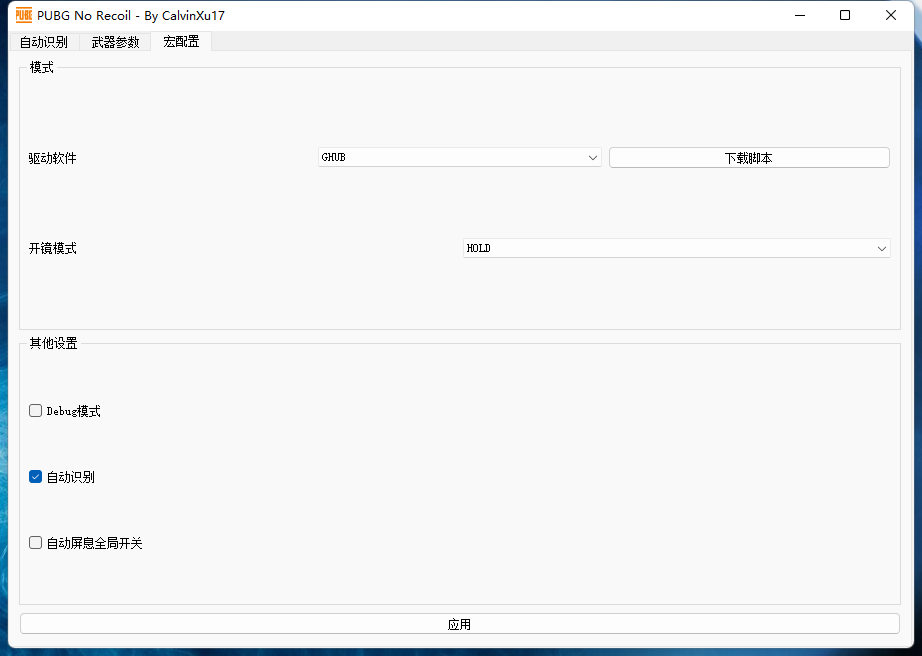 PUBG No Recoil - By CalvinXu17
自动识别 武器参数 宏配置
模式
驱动软件 GHUB 下载脚本
开镜模式 HOLD
其他设置
Debug模式
自动识别
自动屏息全局开关
应用